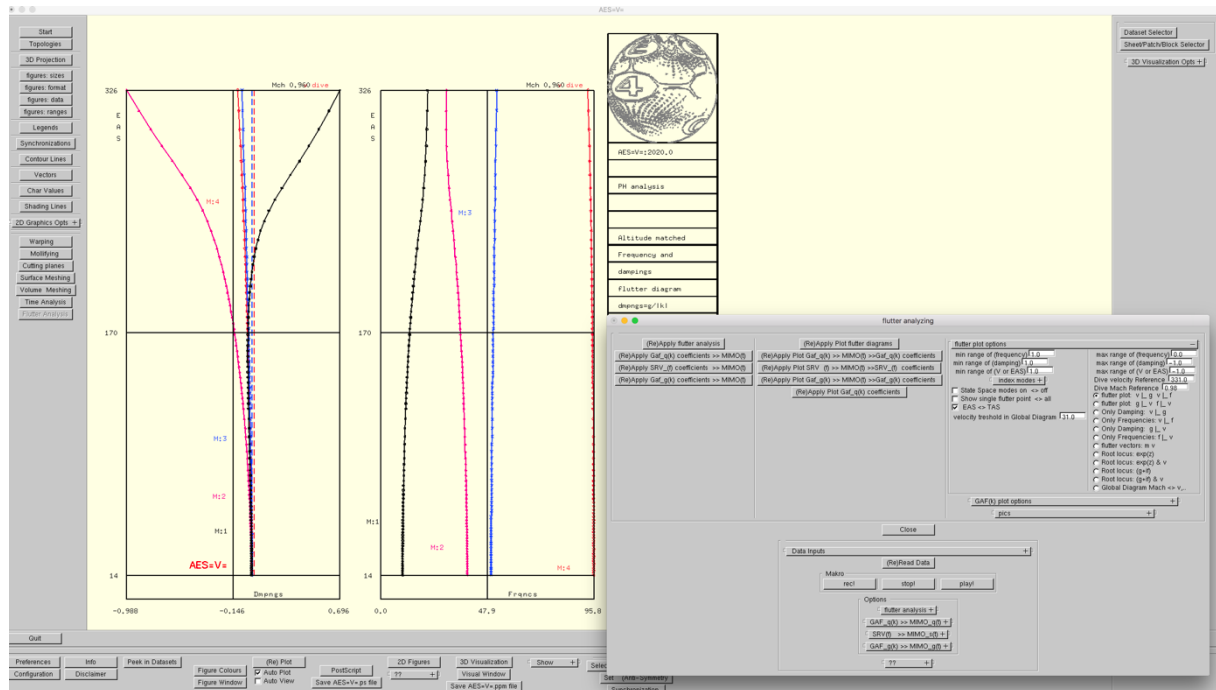 AES=V=
Start
Topologies
3D Projection
figures: sizes
figures: format
figures: data
figures: ranges
Legends
Synchronizations
Contour Lines
Vectors
Char Values
Shading Lines
2D Graphics Opts +
Warping
Mollifying
Cutting planes
Surface Meshing
Volume Meshing
Time Analysis
Flutter Analysis
Mch 0.960 dive
326
E
A
S
170
14
M:4
M:3
M:2
M:1
AES=V=
Dmpngs
-0.988 -0.146 0.696
Mch 0.960 dive
326
E
A
S
170
14
M:3
M:1
M:2
M:4
Frqncs
0.0 47.9 95.8
4
AES=V=:2020.0
PH analysis
Altitude matched
Frequency and
dampings
flutter diagram
dmpngs=g/|k|
Dataset Selector
Sheet/Patch/Block Selector
3D Visualization Opts +
flutter analyzing
(Re)Apply flutter analysis
(Re)Apply Gaf_q(k) coefficients >> MIMO(t)
(Re)Apply SRV_(t) coefficients >> MIMO(t)
(Re)Apply Gaf_g(k) coefficients >> MIMO(t)
(Re)Apply Plot flutter diagrams
(Re)Apply Plot Gaf_q(k) >> MIMO(t) >>Gaf_q(k) coefficients
(Re)Apply Plot SRV (t) >> MIMO(t) >>SRV_(t) coefficients
(Re)Apply Plot Gaf_g(k) >> MIMO(t) >>Gaf_g(k) coefficients
(Re)Apply Plot Gaf_q(k) coefficients
flutter plot options
min range of (frequency) 1.0
min range of (damping) 1.0
min range of (V or EAS) 1.0
index modes +
State Space modes on <> off
Show single flutter point <> all
EAS <> TAS
velocity treshold in Global Diagram 31.0
max range of (frequency) 0.0
max range of (damping) -1.0
max range of (V or EAS) -1.0
Dive velocity Reference 331.0
Dive Mach Reference 0.98
flutter plot: v |_ g v |_ f
flutter plot: g |_ v f |_ v
Only Damping: v |_ g
Only Frequencies: v |_ f
Only Damping: g |_ v
Only Frequencies: f |_ v
flutter vectors: m v
Root locus: exp(z)
Root locus: exp(z) & v
Root locus: (g+if)
Root locus: (g+if) & v
Global Diagram Mach <> v_..
GAF(k) plot options +
pics +
Close
Data Inputs +
(Re)Read Data
Makro
rec! stop! play!
Options
flutter analysis +
GAF_q(k) >> MIMO_q(t) +
SRV(t) >> MIMO_s(t) +
GAF_g(k) >> MIMO_g(t) +
?? +
Quit
Preferences
Configuration
Info
Disclaimer
Peek in Datasets
Figure Colours
Figure Window
(Re) Plot
Auto Plot
Auto View
PostScript
Save AES=V=.ps file
2D Figures
?? +
3D Visualization
Visual Window
Save AES=V=.ppm file
Show +
Selec
Set (Anti-)Symmetry
Synchronization